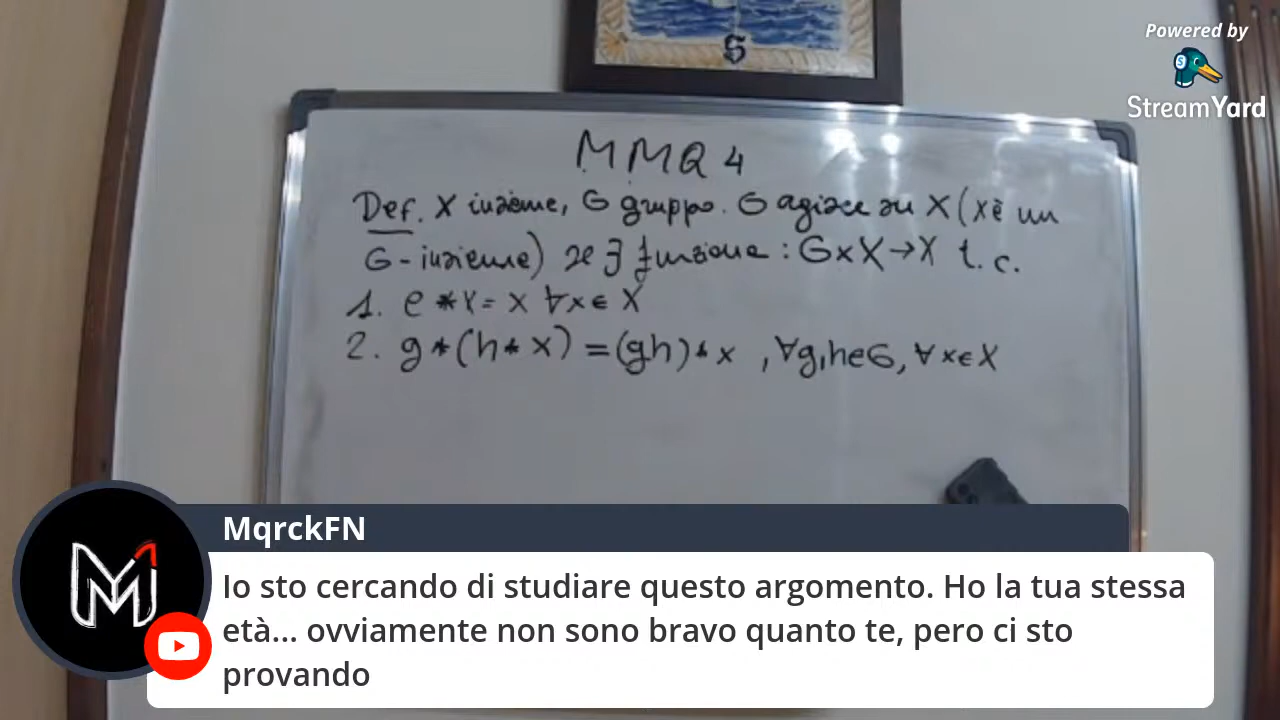 Powered by
StreamYard
S
MMQ 4
Def. X insieme, G gruppo. G agisce su X (X è un
G-insieme) se ∃ funzione : G×X→X t.c.
1. e*x = x ∀x∈X
2. g*(h*x) = (gh)*x , ∀g,h∈G, ∀x∈X
MqrckFN
Io sto cercando di studiare questo argomento. Ho la tua stessa
età... ovviamente non sono bravo quanto te, pero ci sto
provando